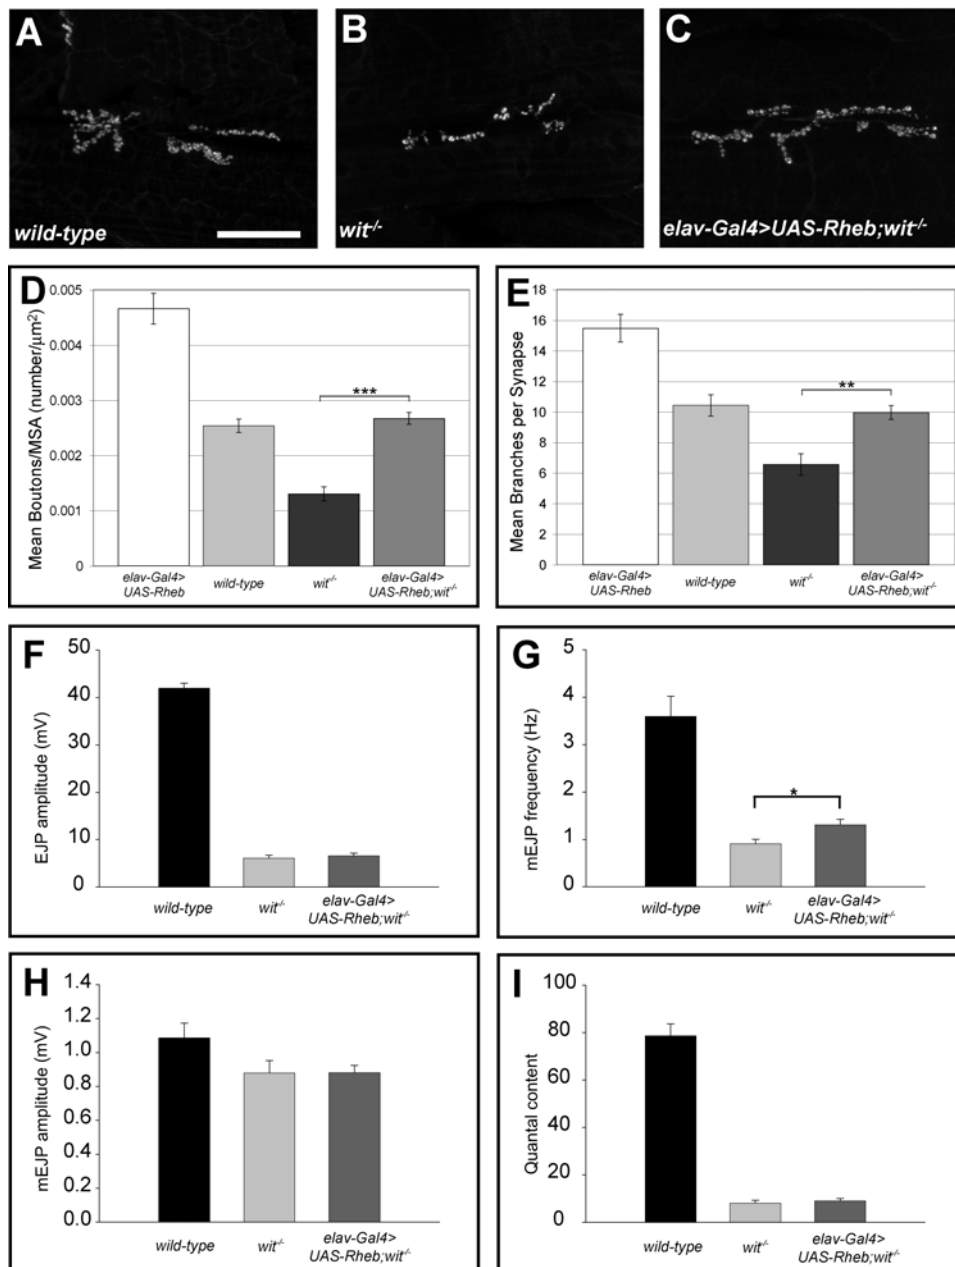 A
wild-type
B
wit-/-
C
elav-Gal4>UAS-Rheb;wit-/-
D
Mean Boutons/MSA (number/μm²)
0.005
0.004
0.003
0.002
0.001
0
***
elav-Gal4>
UAS-Rheb
wild-type
wit-/-
elav-Gal4>
UAS-Rheb;wit-/-
E
Mean Branches per Synapse
18
16
14
12
10
8
6
4
2
0
**
elav-Gal4>
UAS-Rheb
wild-type
wit-/-
elav-Gal4>
UAS-Rheb;wit-/-
F
EJP amplitude (mV)
50
40
30
20
10
0
wild-type
wit-/-
elav-Gal4>
UAS-Rheb;wit-/-
G
mEJP frequency (Hz)
5
4
3
2
1
0
*
wild-type
wit-/-
elav-Gal4>
UAS-Rheb;wit-/-
H
mEJP amplitude (mV)
1.4
1.2
1.0
0.8
0.6
0.4
0.2
0.0
wild-type
wit-/-
elav-Gal4>
UAS-Rheb;wit-/-
I
Quantal content
100
80
60
40
20
0
wild-type
wit-/-
elav-Gal4>
UAS-Rheb;wit-/-